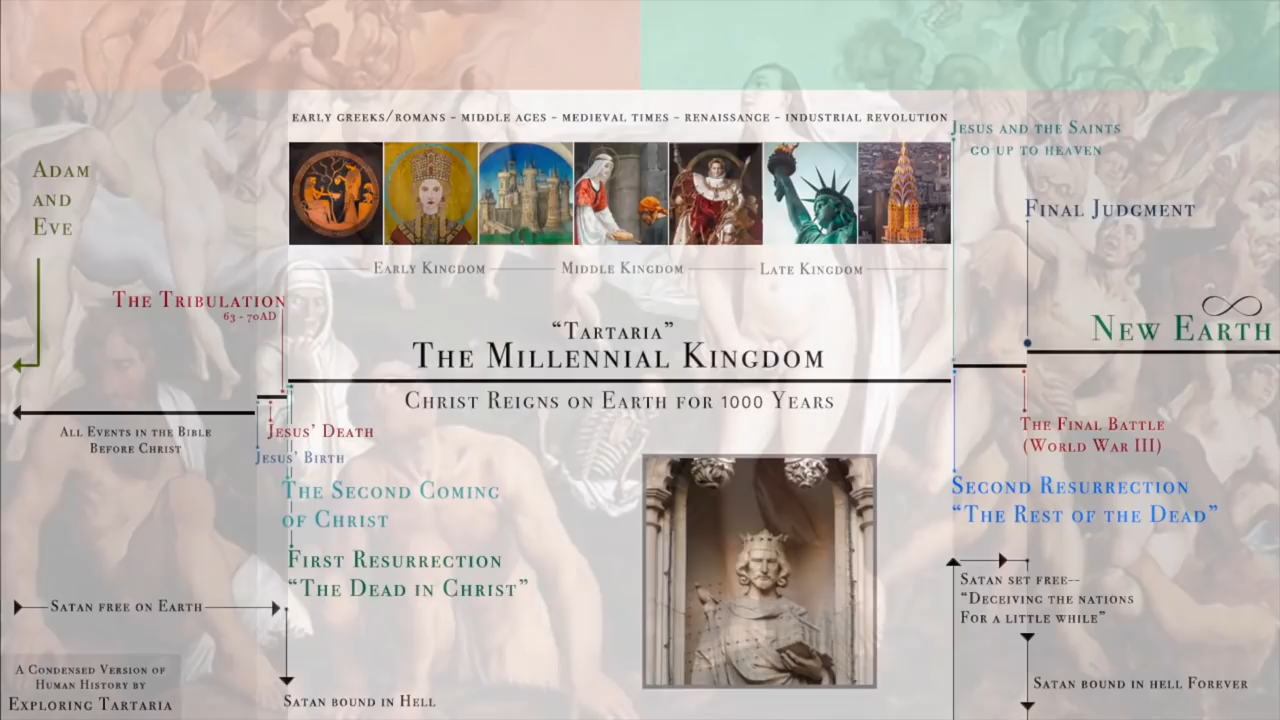 EARLY GREEKS/ROMANS - MIDDLE AGES - MEDIEVAL TIMES - RENAISSANCE - INDUSTRIAL REVOLUTION
JESUS AND THE SAINTS
GO UP TO HEAVEN
ADAM
AND
EVE
FINAL JUDGMENT
EARLY KINGDOM
MIDDLE KINGDOM
LATE KINGDOM
THE TRIBULATION
63 - 70AD
NEW EARTH
"TARTARIA"
THE MILLENNIAL KINGDOM
CHRIST REIGNS ON EARTH FOR 1000 YEARS
ALL EVENTS IN THE BIBLE
BEFORE CHRIST
JESUS' DEATH
JESUS' BIRTH
THE FINAL BATTLE
(WORLD WAR III)
THE SECOND COMING
OF CHRIST
SECOND RESURRECTION
"THE REST OF THE DEAD"
FIRST RESURRECTION
"THE DEAD IN CHRIST"
SATAN FREE ON EARTH
SATAN SET FREE--
"DECEIVING THE NATIONS
FOR A LITTLE WHILE"
A CONDENSED VERSION OF
HUMAN HISTORY BY
EXPLORING TARTARIA
SATAN BOUND IN HELL
SATAN BOUND IN HELL FOREVER